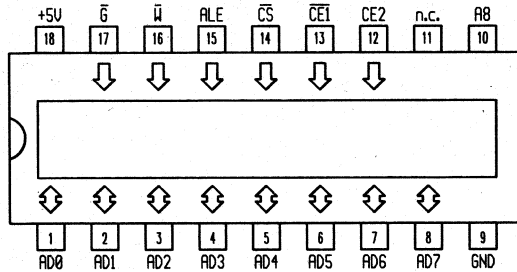 +5V G̅ W̅ ALE C̅S̅ C̅E̅1̅ CE2 n.c. A8
18 17 16 15 14 13 12 11 10
1 2 3 4 5 6 7 8 9
AD0 AD1 AD2 AD3 AD4 AD5 AD6 AD7 GND